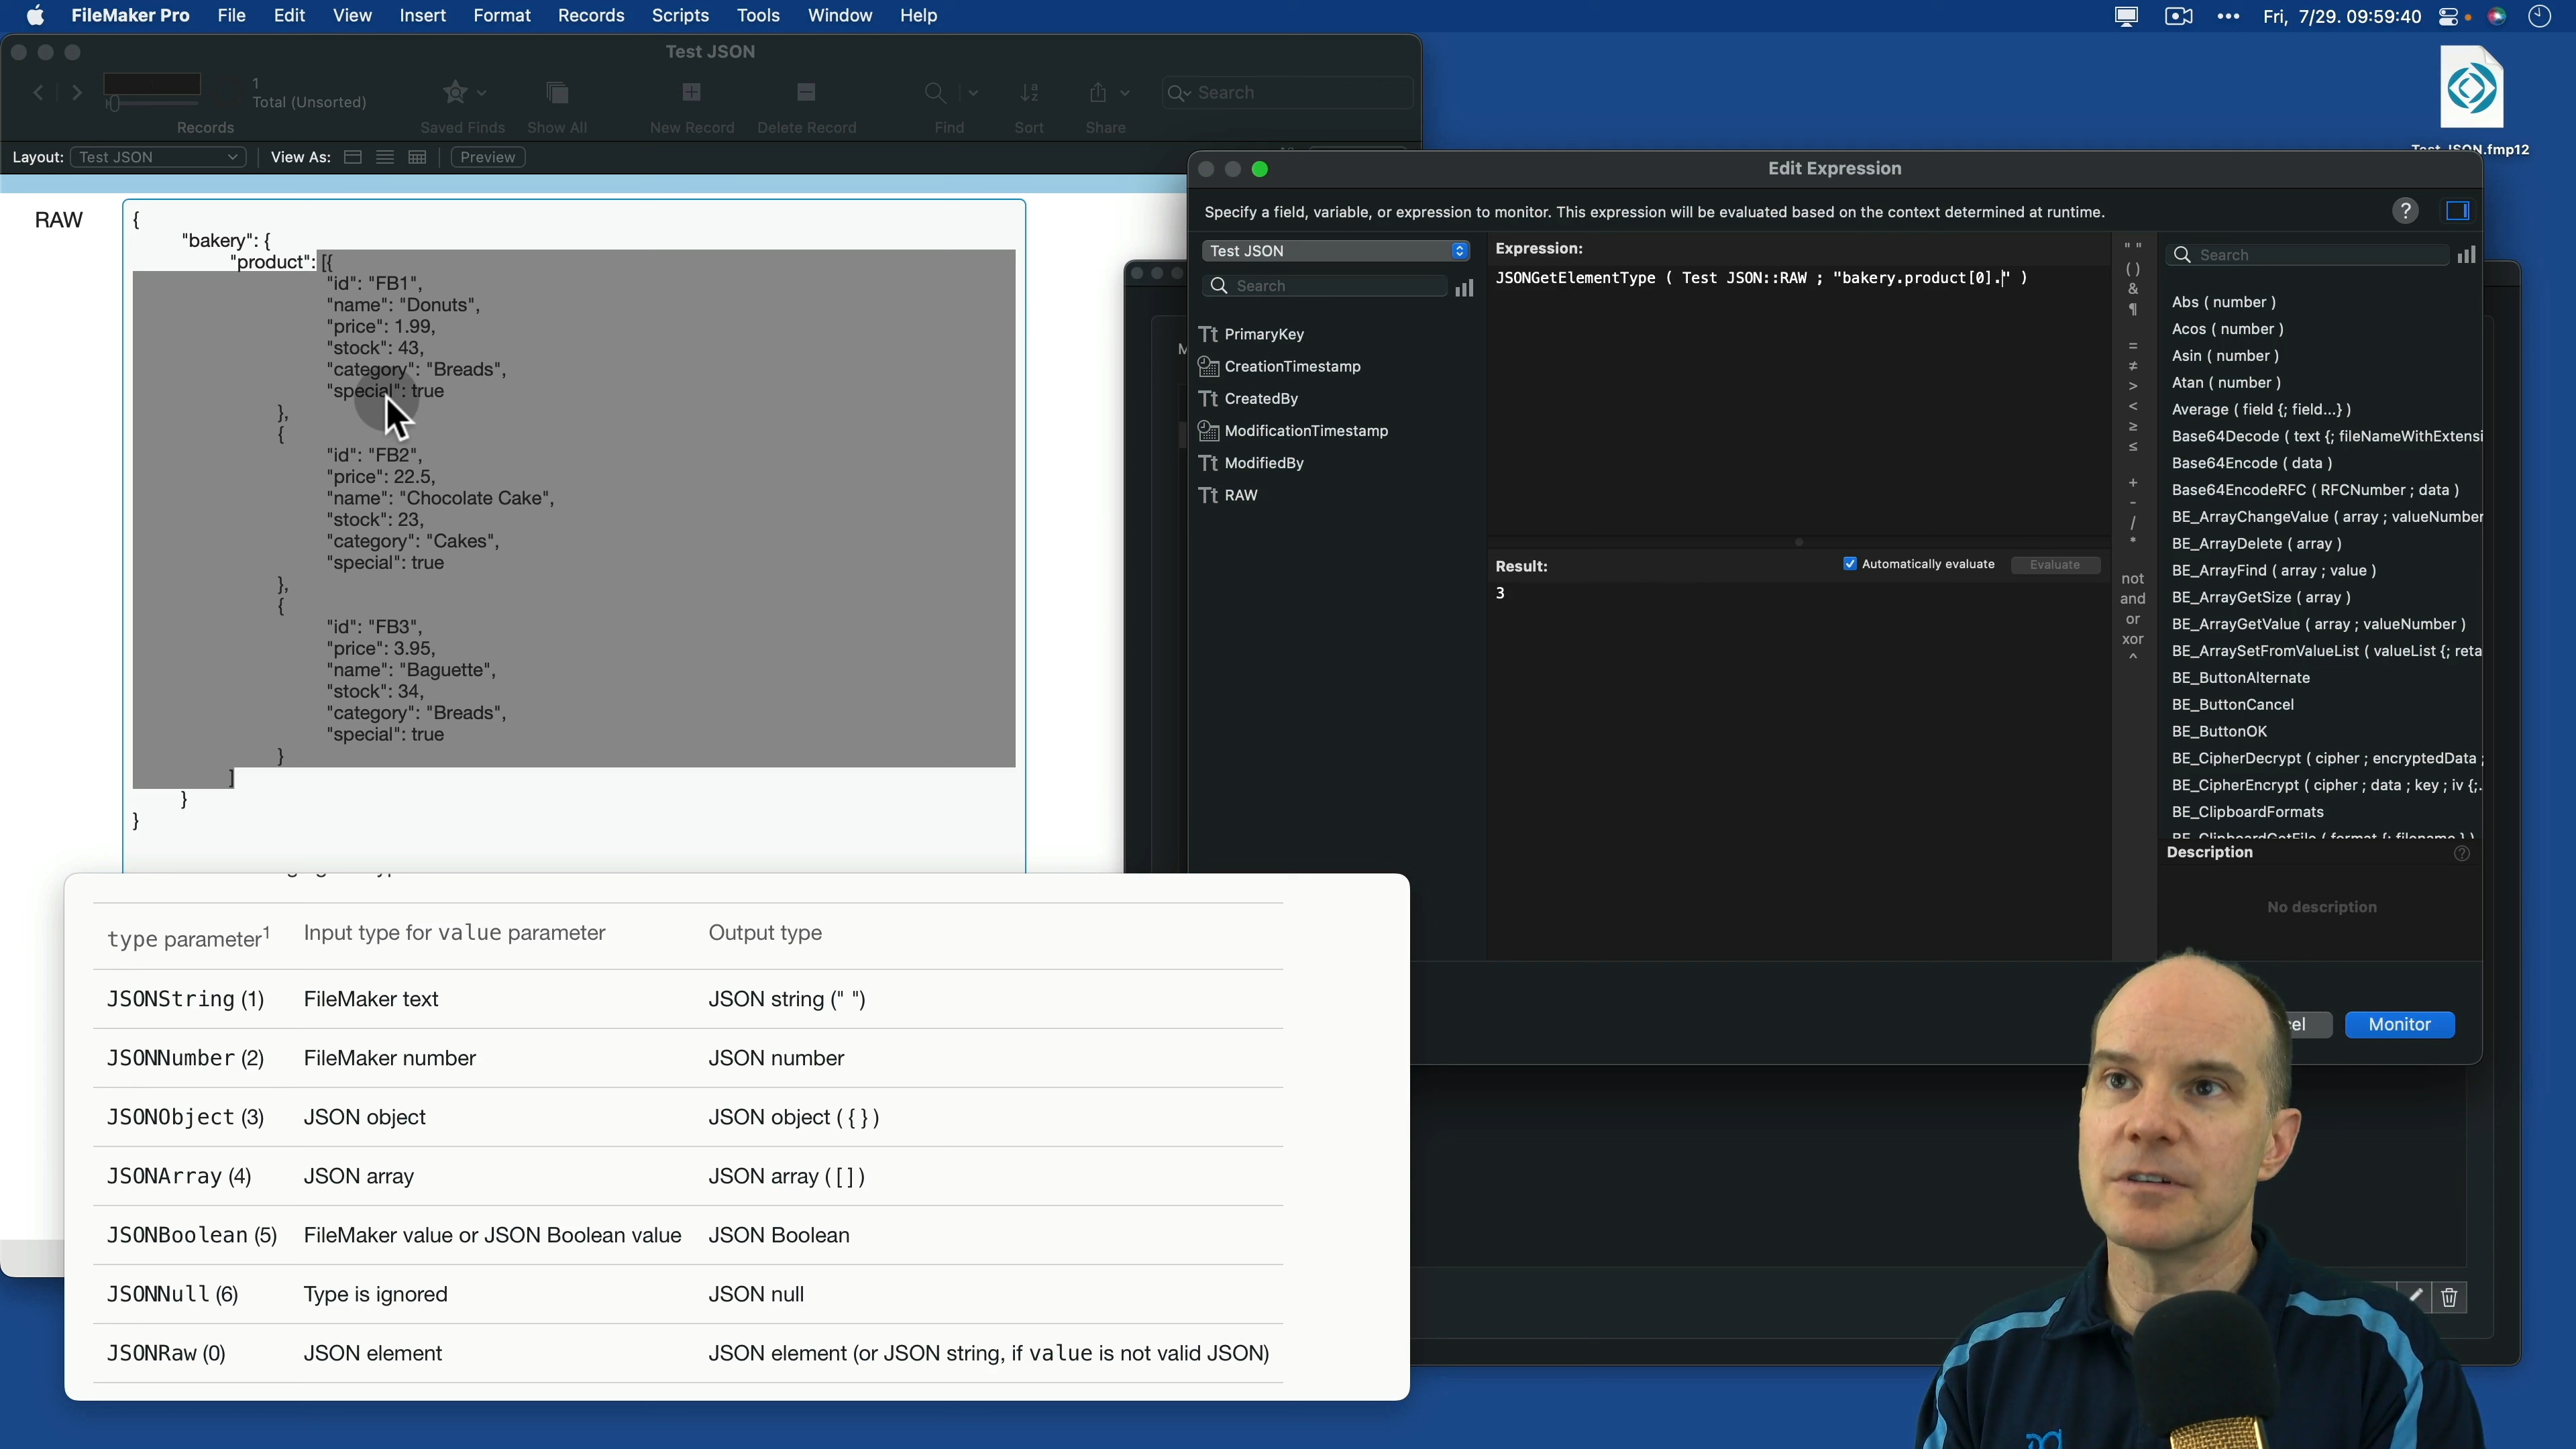 FileMaker Pro File Edit View Insert Format Records Scripts Tools Window Help
Fri, 7/29. 09:59:40
Test JSON
1
Total (Unsorted)
Search
Records Saved Finds Show All New Record Delete Record Find Sort Share
Layout: Test JSON View As: Preview
.fmp12
RAW
{
"bakery": {
"product": [{
"id": "FB1",
"name": "Donuts",
"price": 1.99,
"stock": 43,
"category": "Breads",
"special": true
},
{
"id": "FB2",
"price": 22.5,
"name": "Chocolate Cake",
"stock": 23,
"category": "Cakes",
"special": true
},
{
"id": "FB3",
"price": 3.95,
"name": "Baguette",
"stock": 34,
"category": "Breads",
"special": true
}
]
}
}
Edit Expression
Specify a field, variable, or expression to monitor. This expression will be evaluated based on the context determined at runtime.
?
Test JSON
Search
Tt PrimaryKey
CreationTimestamp
Tt CreatedBy
ModificationTimestamp
Tt ModifiedBy
Tt RAW
Expression:
JSONGetElementType ( Test JSON::RAW ; "bakery.product[0]." )
Result:
Automatically evaluate
Evaluate
3
" "
( )
&
¶
=
≠
>
<
≥
≤
+
-
/
*
not
and
or
xor
^
Search
Abs ( number )
Acos ( number )
Asin ( number )
Atan ( number )
Average ( field {; field...} )
Base64Decode ( text {; fileNameWithExtensi
Base64Encode ( data )
Base64EncodeRFC ( RFCNumber ; data )
BE_ArrayChangeValue ( array ; valueNumber
BE_ArrayDelete ( array )
BE_ArrayFind ( array ; value )
BE_ArrayGetSize ( array )
BE_ArrayGetValue ( array ; valueNumber )
BE_ArraySetFromValueList ( valueList {; reta
BE_ButtonAlternate
BE_ButtonCancel
BE_ButtonOK
BE_CipherDecrypt ( cipher ; encryptedData ;
BE_CipherEncrypt ( cipher ; data ; key ; iv {;.
BE_ClipboardFormats
Description
?
No description
Monitor
type parameter1 Input type for value parameter Output type
JSONString (1) FileMaker text JSON string (" ")
JSONNumber (2) FileMaker number JSON number
JSONObject (3) JSON object JSON object ( { } )
JSONArray (4) JSON array JSON array ( [ ] )
JSONBoolean (5) FileMaker value or JSON Boolean value JSON Boolean
JSONNull (6) Type is ignored JSON null
JSONRaw (0) JSON element JSON element (or JSON string, if value is not valid JSON)